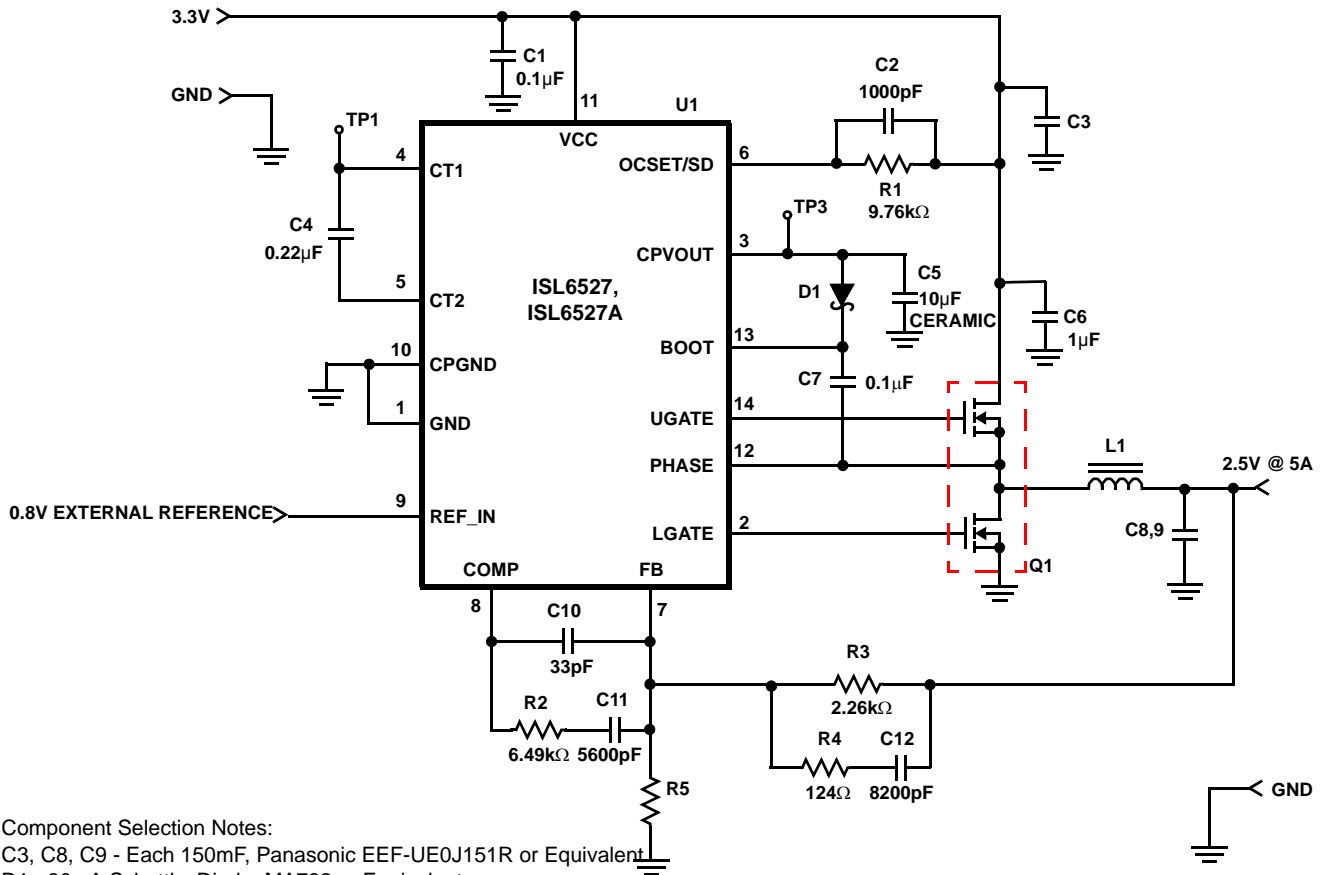 3.3V
C1
0.1µF
GND
TP1
11
U1
C2
1000pF
C3
VCC
4
CT1
OCSET/SD
6
R1
9.76kΩ
C4
0.22µF
TP3
CPVOUT
3
5
CT2
ISL6527,
ISL6527A
D1
C5
10µF
CERAMIC
C6
1µF
BOOT
13
10
CPGND
C7
0.1µF
1
GND
UGATE
14
PHASE
12
L1
2.5V @ 5A
0.8V EXTERNAL REFERENCE
9
REF_IN
LGATE
2
C8,9
Q1
COMP
FB
8
7
C10
33pF
R3
2.26kΩ
R2
6.49kΩ
C11
5600pF
R4
124Ω
C12
8200pF
R5
GND
Component Selection Notes:
C3, C8, C9 - Each 150mF, Panasonic EEF-UE0J151R or Equivalent